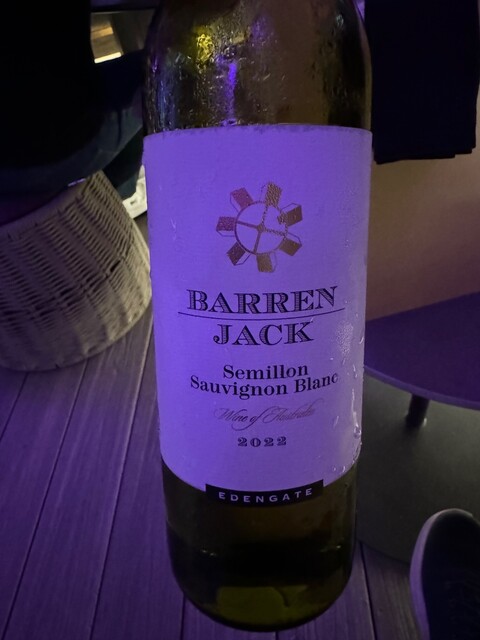 BARREN
JACK
Semillon
Sauvignon Blanc
Wine of Australia
2022
EDENGATE